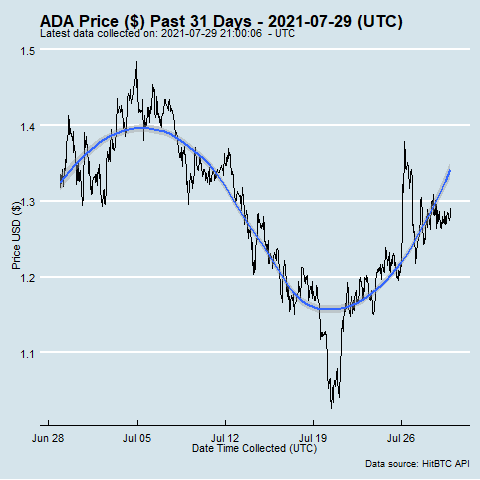 ADA Price ($) Past 31 Days - 2021-07-29 (UTC)
Latest data collected on: 2021-07-29 21:00:06 - UTC
1.5
1.4
1.3
1.2
1.1
Price USD ($)
Jun 28 Jul 05 Jul 12 Jul 19 Jul 26
Date Time Collected (UTC)
Data source: HitBTC API